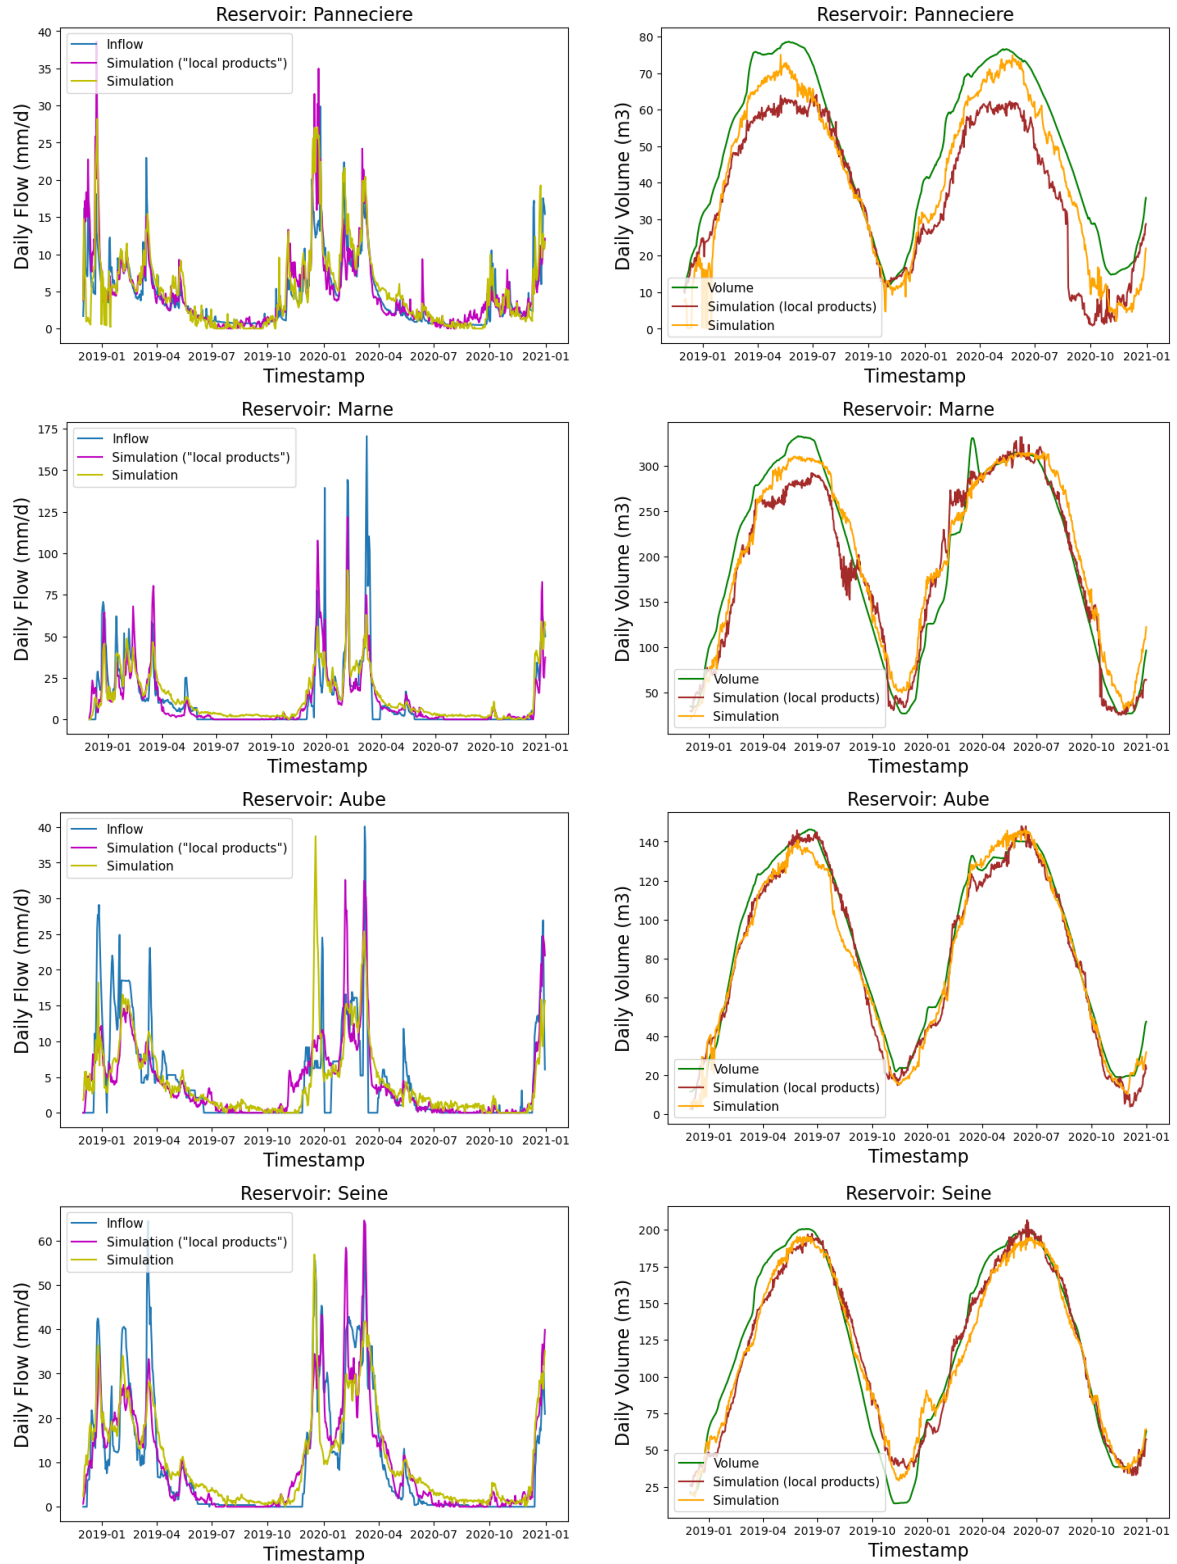 Reservoir: Panneciere
Inflow
Simulation ("local products")
Simulation
Daily Flow (mm/d)
40
35
30
25
20
15
10
5
0
2019-01 2019-04 2019-07 2019-10 2020-01 2020-04 2020-07 2020-10 2021-01
Timestamp
Reservoir: Panneciere
Volume
Simulation (local products)
Simulation
Daily Volume (m3)
80
70
60
50
40
30
20
10
0
2019-01 2019-04 2019-07 2019-10 2020-01 2020-04 2020-07 2020-10 2021-01
Timestamp
Reservoir: Marne
Inflow
Simulation ("local products")
Simulation
Daily Flow (mm/d)
175
150
125
100
75
50
25
0
2019-01 2019-04 2019-07 2019-10 2020-01 2020-04 2020-07 2020-10 2021-01
Timestamp
Reservoir: Marne
Volume
Simulation (local products)
Simulation
Daily Volume (m3)
300
250
200
150
100
50
2019-01 2019-04 2019-07 2019-10 2020-01 2020-04 2020-07 2020-10 2021-01
Timestamp
Reservoir: Aube
Inflow
Simulation ("local products")
Simulation
Daily Flow (mm/d)
40
35
30
25
20
15
10
5
0
2019-01 2019-04 2019-07 2019-10 2020-01 2020-04 2020-07 2020-10 2021-01
Timestamp
Reservoir: Aube
Volume
Simulation (local products)
Simulation
Daily Volume (m3)
140
120
100
80
60
40
20
0
2019-01 2019-04 2019-07 2019-10 2020-01 2020-04 2020-07 2020-10 2021-01
Timestamp
Reservoir: Seine
Inflow
Simulation ("local products")
Simulation
Daily Flow (mm/d)
60
50
40
30
20
10
0
2019-01 2019-04 2019-07 2019-10 2020-01 2020-04 2020-07 2020-10 2021-01
Timestamp
Reservoir: Seine
Volume
Simulation (local products)
Simulation
Daily Volume (m3)
200
175
150
125
100
75
50
25
2019-01 2019-04 2019-07 2019-10 2020-01 2020-04 2020-07 2020-10 2021-01
Timestamp